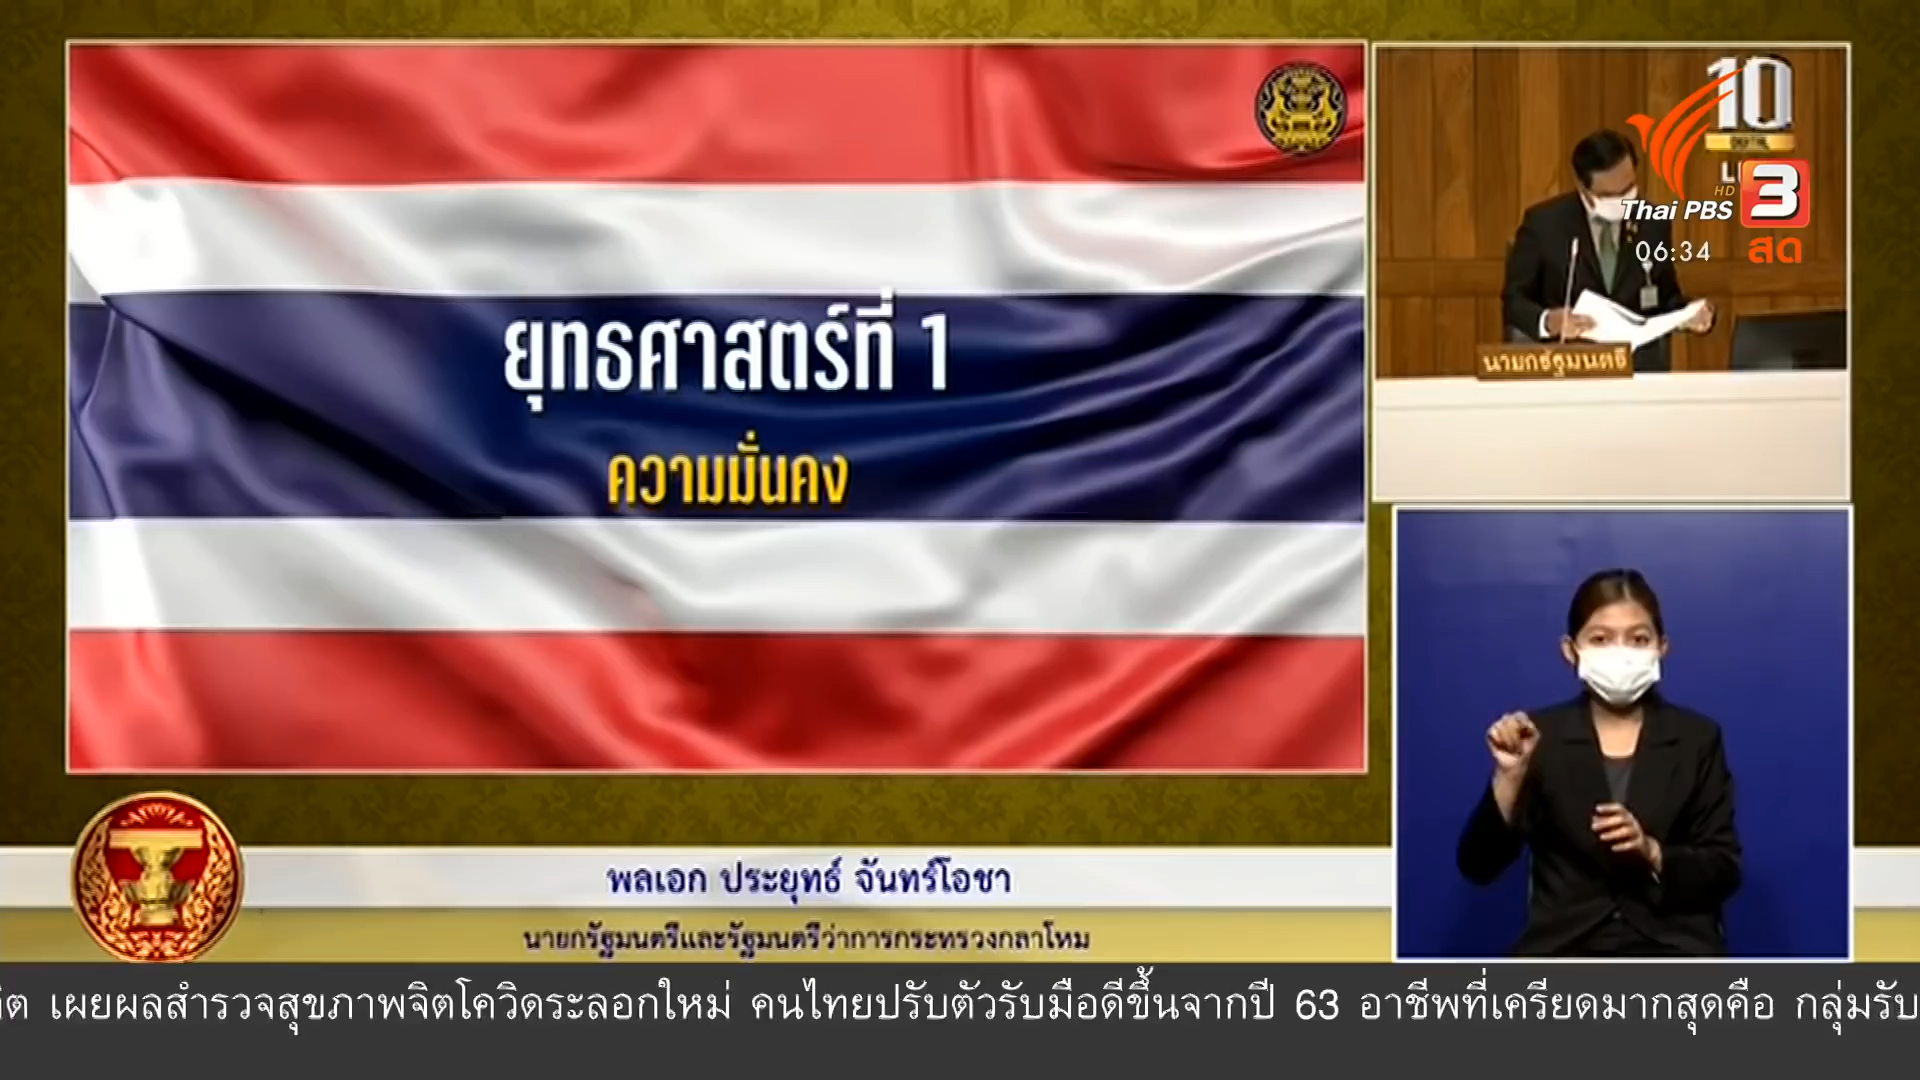 ยุทธศาสตร์ที่ 1
ความมั่นคง
10
DIGITAL
HD
Thai PBS 3
06:34 สด
นายกรัฐมนตรี
พลเอก ประยุทธ์ จันทร์โอชา
นายกรัฐมนตรีและรัฐมนตรีว่าการกระทรวงกลาโหม
เผยผลสำรวจสุขภาพจิตโควิดระลอกใหม่ คนไทยปรับตัวรับมือดีขึ้นจากปี 63 อาชีพที่เครียดมากสุดคือ กลุ่มรับ